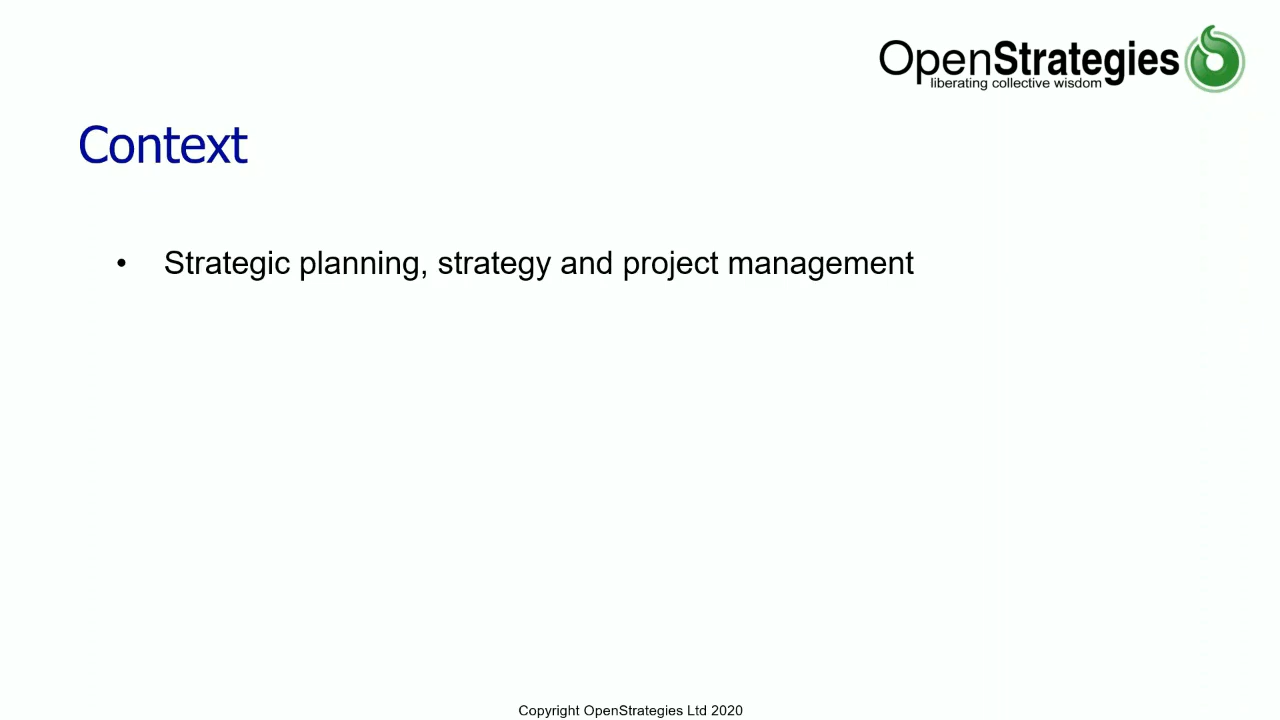 OpenStrategies
liberating collective wisdom
Context
• Strategic planning, strategy and project management
Copyright OpenStrategies Ltd 2020